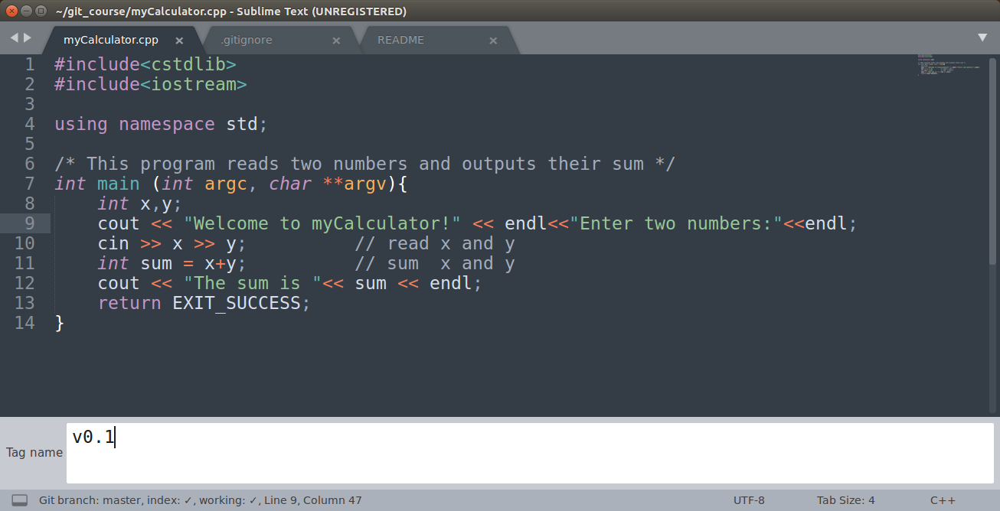 ~/git_course/myCalculator.cpp - Sublime Text (UNREGISTERED)
myCalculator.cpp × .gitignore × README ×
1 #include<cstdlib>
2 #include<iostream>
3
4 using namespace std;
5
6 /* This program reads two numbers and outputs their sum */
7 int main (int argc, char **argv){
8     int x,y;
9     cout << "Welcome to myCalculator!" << endl<<"Enter two numbers:"<<endl;
10     cin >> x >> y;          // read x and y
11     int sum = x+y;          // sum  x and y
12     cout << "The sum is "<< sum << endl;
13     return EXIT_SUCCESS;
14 }
Tag name v0.1
Git branch: master, index: ✓, working: ✓, Line 9, Column 47 UTF-8 Tab Size: 4 C++